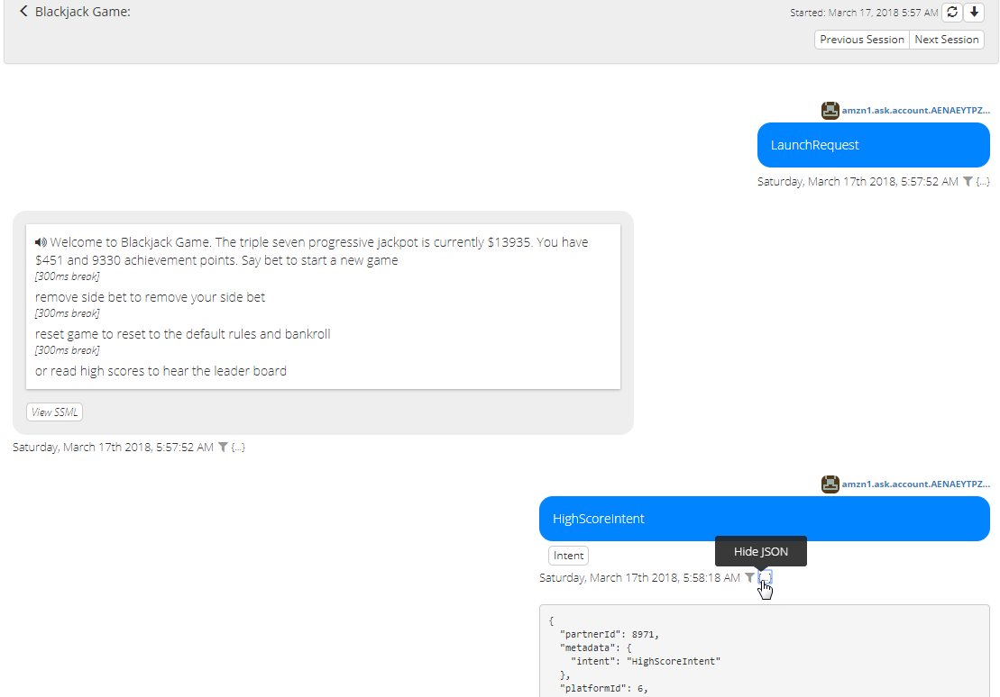 Blackjack Game:
Started: March 17, 2018 5:57 AM
Previous Session Next Session
amzn1.ask.account.AENAEYTPZ...
LaunchRequest
Saturday, March 17th 2018, 5:57:52 AM {...}
Welcome to Blackjack Game. The triple seven progressive jackpot is currently $13935. You have
$451 and 9330 achievement points. Say bet to start a new game
[300ms break]
remove side bet to remove your side bet
[300ms break]
reset game to reset to the default rules and bankroll
[300ms break]
or read high scores to hear the leader board
View SSML
Saturday, March 17th 2018, 5:57:52 AM {...}
amzn1.ask.account.AENAEYTPZ...
HighScoreIntent
Intent
Hide JSON
Saturday, March 17th 2018, 5:58:18 AM {...}
{
"partnerId": 8971,
"metadata": {
"intent": "HighScoreIntent"
},
"platformId": 6,